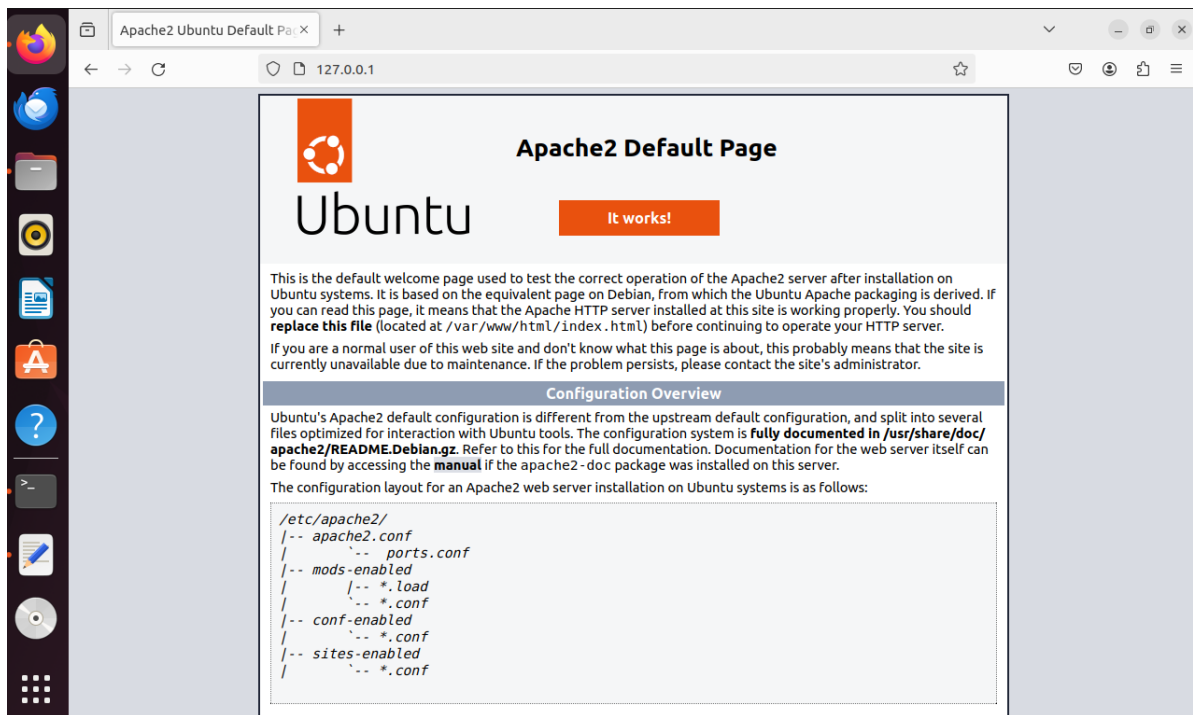 Apache2 Ubuntu Default Pag
127.0.0.1
Ubuntu
Apache2 Default Page
It works!
This is the default welcome page used to test the correct operation of the Apache2 server after installation on
Ubuntu systems. It is based on the equivalent page on Debian, from which the Ubuntu Apache packaging is derived. If
you can read this page, it means that the Apache HTTP server installed at this site is working properly. You should
replace this file (located at /var/www/html/index.html) before continuing to operate your HTTP server.
If you are a normal user of this web site and don't know what this page is about, this probably means that the site is
currently unavailable due to maintenance. If the problem persists, please contact the site's administrator.
Configuration Overview
Ubuntu's Apache2 default configuration is different from the upstream default configuration, and split into several
files optimized for interaction with Ubuntu tools. The configuration system is fully documented in /usr/share/doc/
apache2/README.Debian.gz. Refer to this for the full documentation. Documentation for the web server itself can
be found by accessing the manual if the apache2-doc package was installed on this server.
The configuration layout for an Apache2 web server installation on Ubuntu systems is as follows:
/etc/apache2/
|-- apache2.conf
|       `--  ports.conf
|-- mods-enabled
|       |-- *.load
|       `-- *.conf
|-- conf-enabled
|       `-- *.conf
|-- sites-enabled
|       `-- *.conf